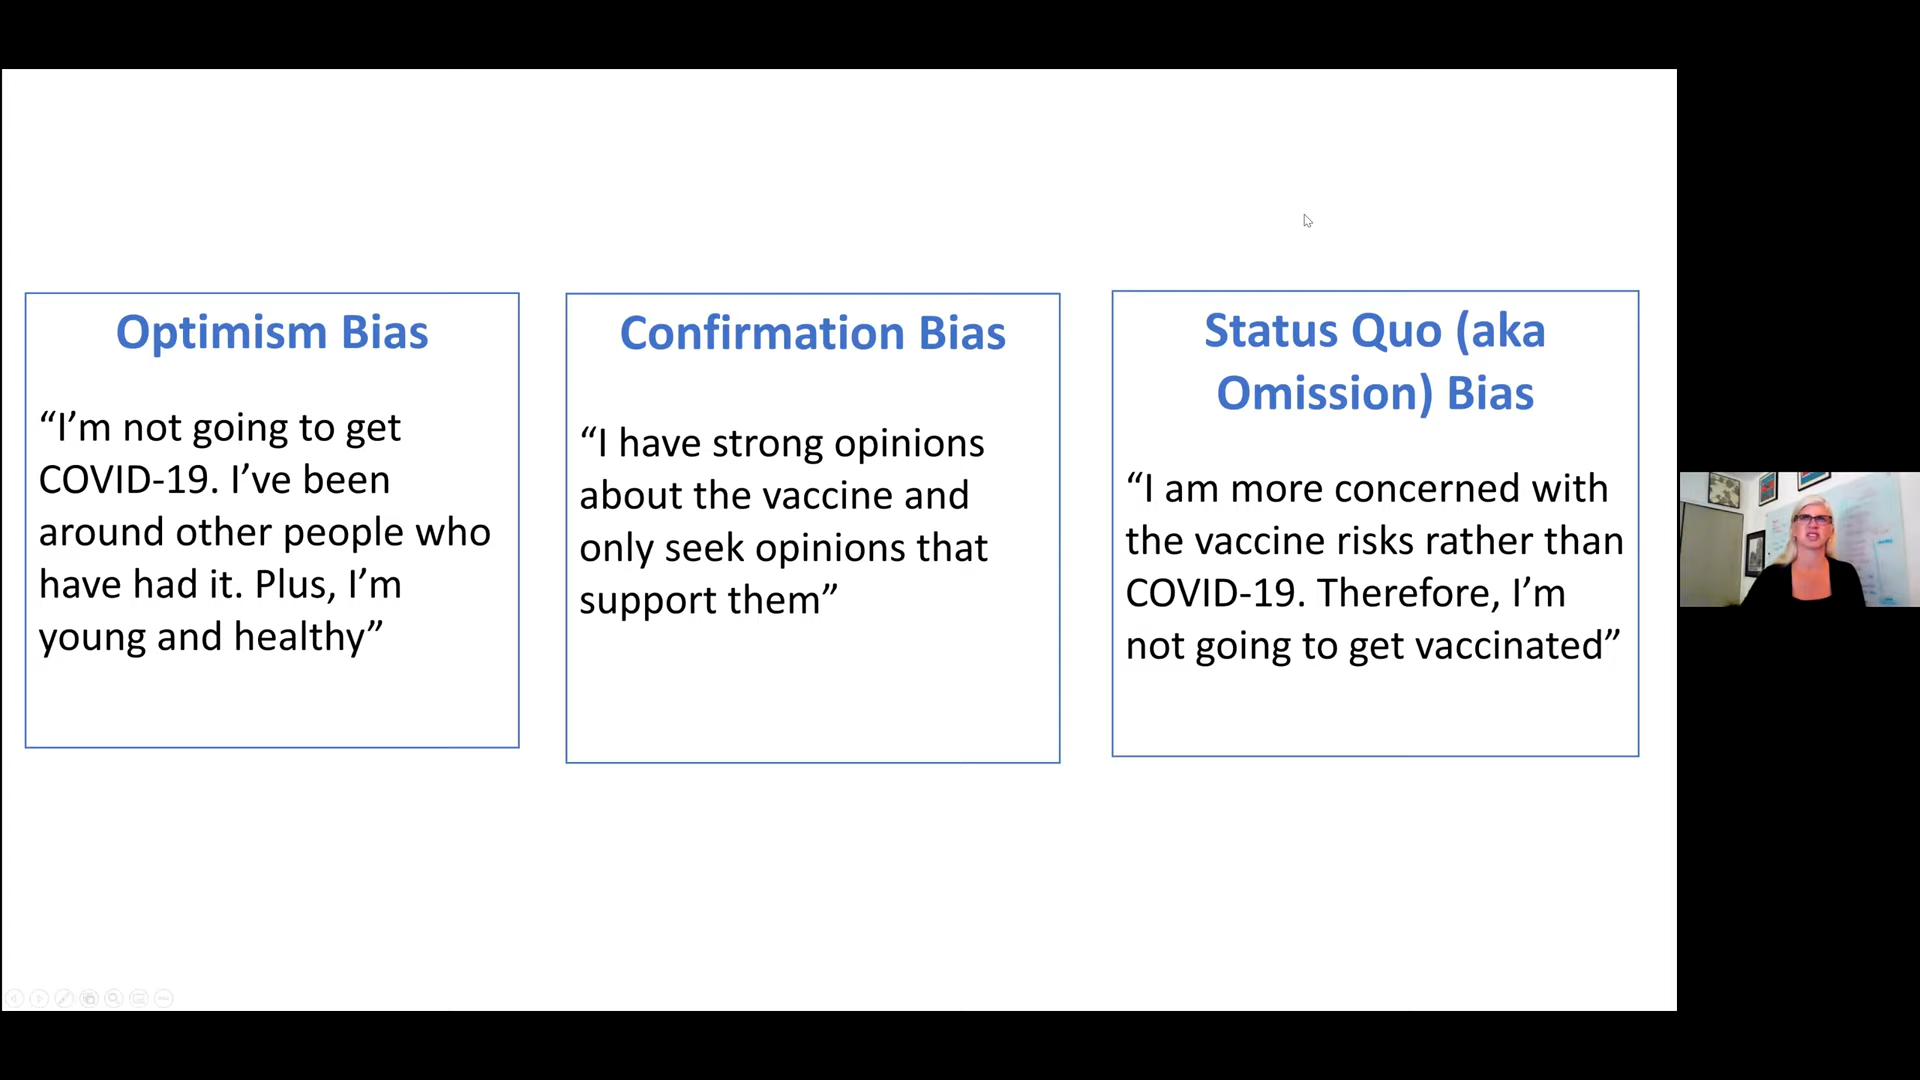 Optimism Bias
“I’m not going to get
COVID-19. I’ve been
around other people who
have had it. Plus, I’m
young and healthy”
Confirmation Bias
“I have strong opinions
about the vaccine and
only seek opinions that
support them”
Status Quo (aka
Omission) Bias
“I am more concerned with
the vaccine risks rather than
COVID-19. Therefore, I’m
not going to get vaccinated”